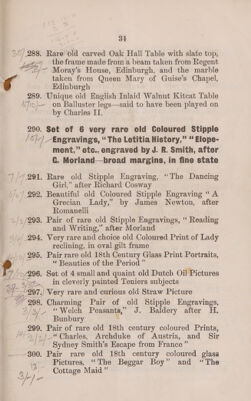 34
288. Rare old carved Oak Hall Table with slate top,
the frame made from a beam taken from Regent
Moray's House, Edinburgh, and the marble
taken from Queen Mary of Guise's Chapel,
Edinburgh
289. Unique old English Inlaid Walnut Kitcat Table
on Balluster legs—said to have been played on
by Charles II.
290. Set of 6 very rare old Coloured Stipple
Engravings, "The Letitia History," "Elope-
ment," etc., engraved by J. R. Smith, after
G. Morland—broad margins, in fine state
291. Rare old Stipple Engraving, "The Dancing
Girl," after Richard Cosway
292. Beautiful old Coloured Stipple Engraving "A
Grecian Lady," by James Newton, after
Romanelli
293. Pair of rare old Stipple Engravings, "Reading
and Writing," after Morland
294. Very rare and choice old Coloured Print of Lady
reclining, in oval gilt frame
295. Pair rare old 18th Century Glass Print Portraits,
"Beauties of the Period"
296. Set of 4 small and quaint old Dutch Oil Pictures
in cleverly painted Teniers subjects
297. Very rare and curious old Straw Picture
298. Charming Pair of old Stipple Engravings,
"Welch Peasants," J. Baldery after H.
Bunbury
299. Pair of rare old 18th century coloured Prints,
"Charles, Archduke of Austria, and Sir
Sydney Smith's Escape from France"
300. Pair rare old 18th century coloured glass
Pictures, "The Beggar Boy" and "The
Cottage Maid"